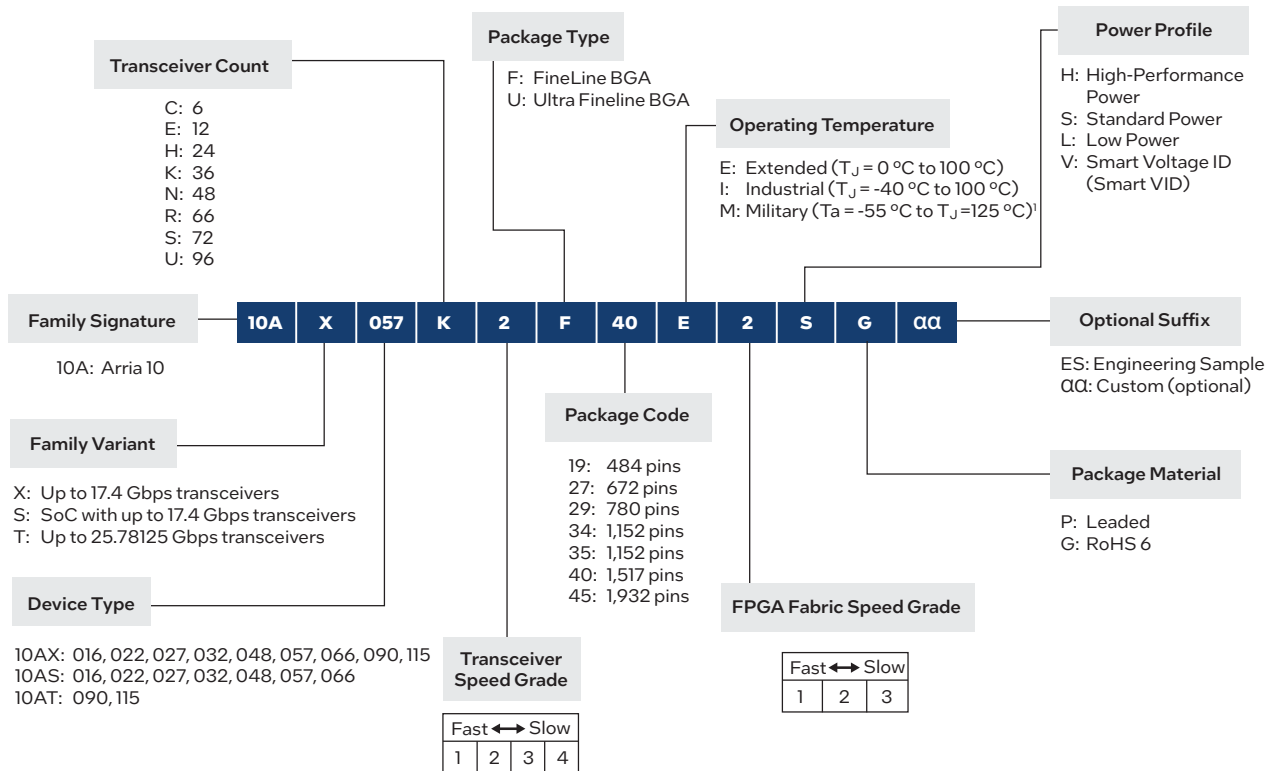 Transceiver Count
C: 6
E: 12
H: 24
K: 36
N: 48
R: 66
S: 72
U: 96
Package Type
F: FineLine BGA
U: Ultra Fineline BGA
Operating Temperature
E: Extended (TJ = 0 °C to 100 °C)
I: Industrial (TJ = -40 °C to 100 °C)
M: Military (Ta = -55 °C to TJ =125 °C)1
Power Profile
H: High-Performance
Power
S: Standard Power
L: Low Power
V: Smart Voltage ID
(Smart VID)
Family Signature
10A: Arria 10
10A X 057 K 2 F 40 E 2 S G αα
Optional Suffix
ES: Engineering Sample
αα: Custom (optional)
Family Variant
X: Up to 17.4 Gbps transceivers
S: SoC with up to 17.4 Gbps transceivers
T: Up to 25.78125 Gbps transceivers
Device Type
10AX: 016, 022, 027, 032, 048, 057, 066, 090, 115
10AS: 016, 022, 027, 032, 048, 057, 066
10AT: 090, 115
Transceiver
Speed Grade
Fast ↔ Slow
1 2 3 4
Package Code
19: 484 pins
27: 672 pins
29: 780 pins
34: 1,152 pins
35: 1,152 pins
40: 1,517 pins
45: 1,932 pins
FPGA Fabric Speed Grade
Fast ↔ Slow
1 2 3
Package Material
P: Leaded
G: RoHS 6